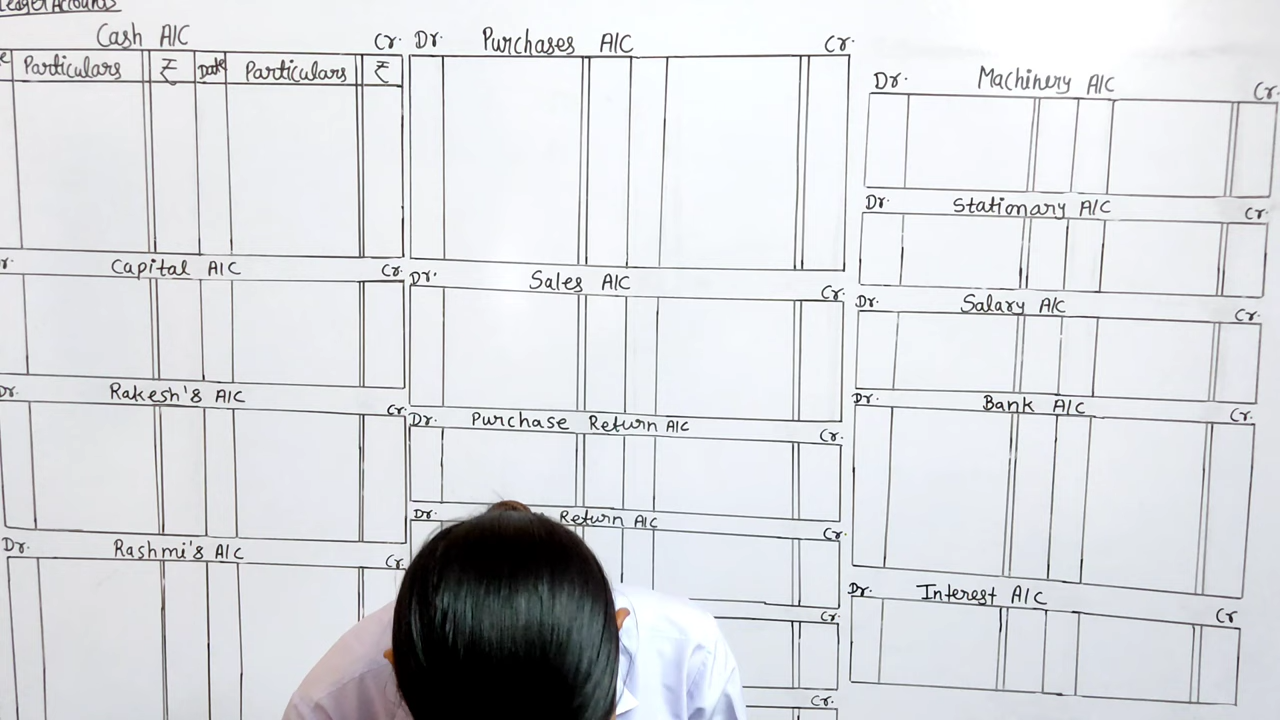 Ledger Accounts
Cash A/C Cr.
Particulars ₹ Date Particulars ₹
Capital A/C Cr.
Dr. Rakesh's A/C Cr.
Dr. Rashmi's A/C Cr.
Dr. Purchases A/C Cr.
Dr. Sales A/C Cr.
Dr. Purchase Return A/C Cr.
Dr. Return A/C Cr.
Cr.
Cr.
Dr. Machinery A/C Cr.
Dr. Stationary A/C Cr.
Dr. Salary A/C Cr.
Dr. Bank A/C Cr.
Dr. Interest A/C Cr